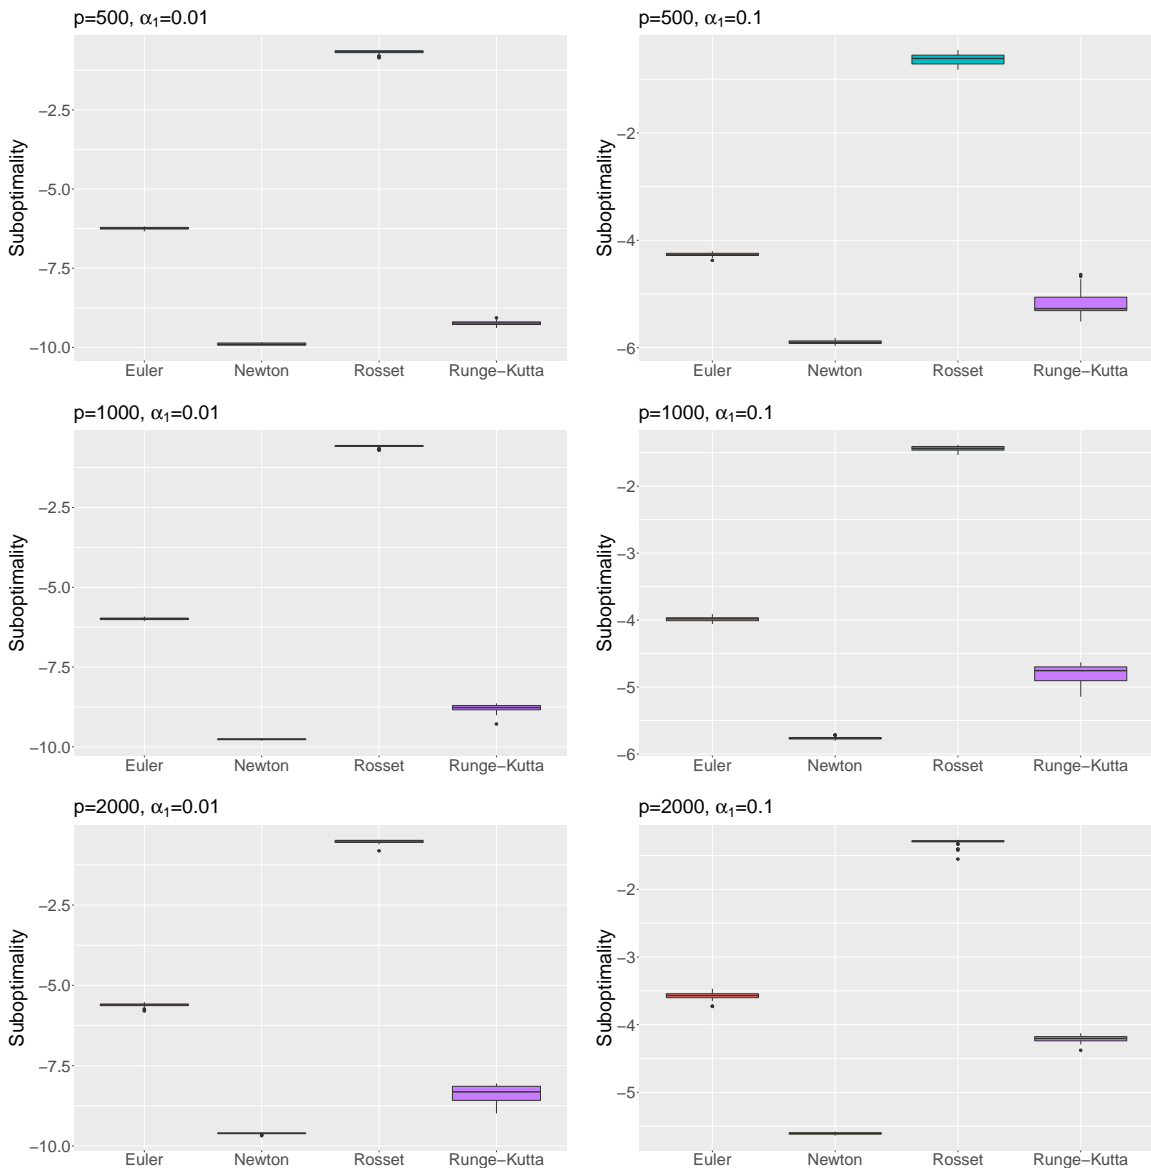 p=500, α₁=0.01
Suboptimality
−2.5
−5.0
−7.5
−10.0
Euler Newton Rosset Runge−Kutta
p=500, α₁=0.1
Suboptimality
−2
−4
−6
Euler Newton Rosset Runge−Kutta
p=1000, α₁=0.01
Suboptimality
−2.5
−5.0
−7.5
−10.0
Euler Newton Rosset Runge−Kutta
p=1000, α₁=0.1
Suboptimality
−2
−3
−4
−5
−6
Euler Newton Rosset Runge−Kutta
p=2000, α₁=0.01
Suboptimality
−2.5
−5.0
−7.5
−10.0
Euler Newton Rosset Runge−Kutta
p=2000, α₁=0.1
Suboptimality
−2
−3
−4
−5
Euler Newton Rosset Runge−Kutta